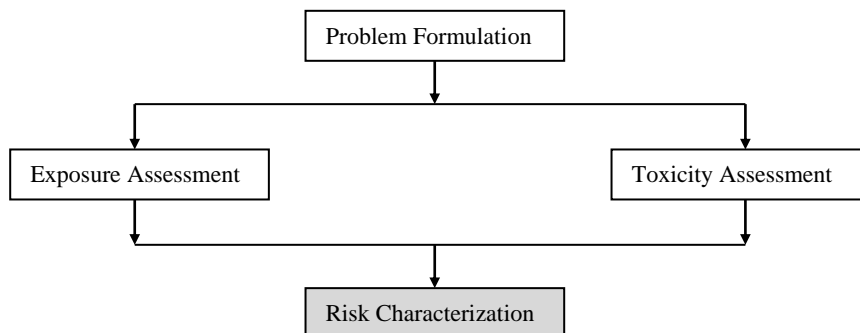 Problem Formulation
Exposure Assessment
Toxicity Assessment
Risk Characterization